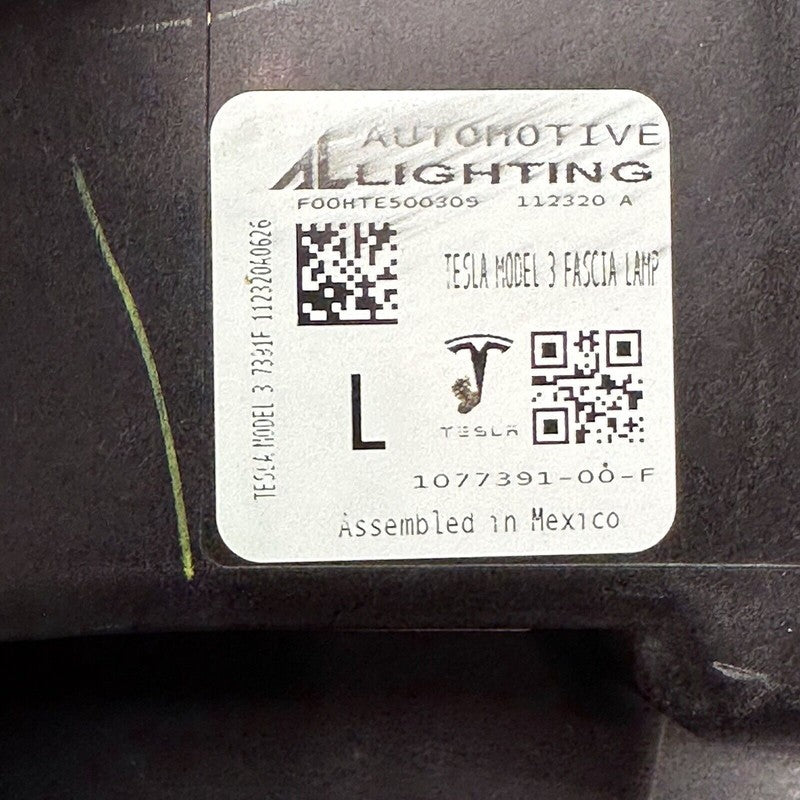 AUTOMOTIVE
AL LIGHTING
F00HTE500309 112320 A
TESLA MODEL 3 FASCIA LAMP
TESLA MODEL 3 7391F 112320A0626
L
TESLA
1077391-00-F
Assembled in Mexico